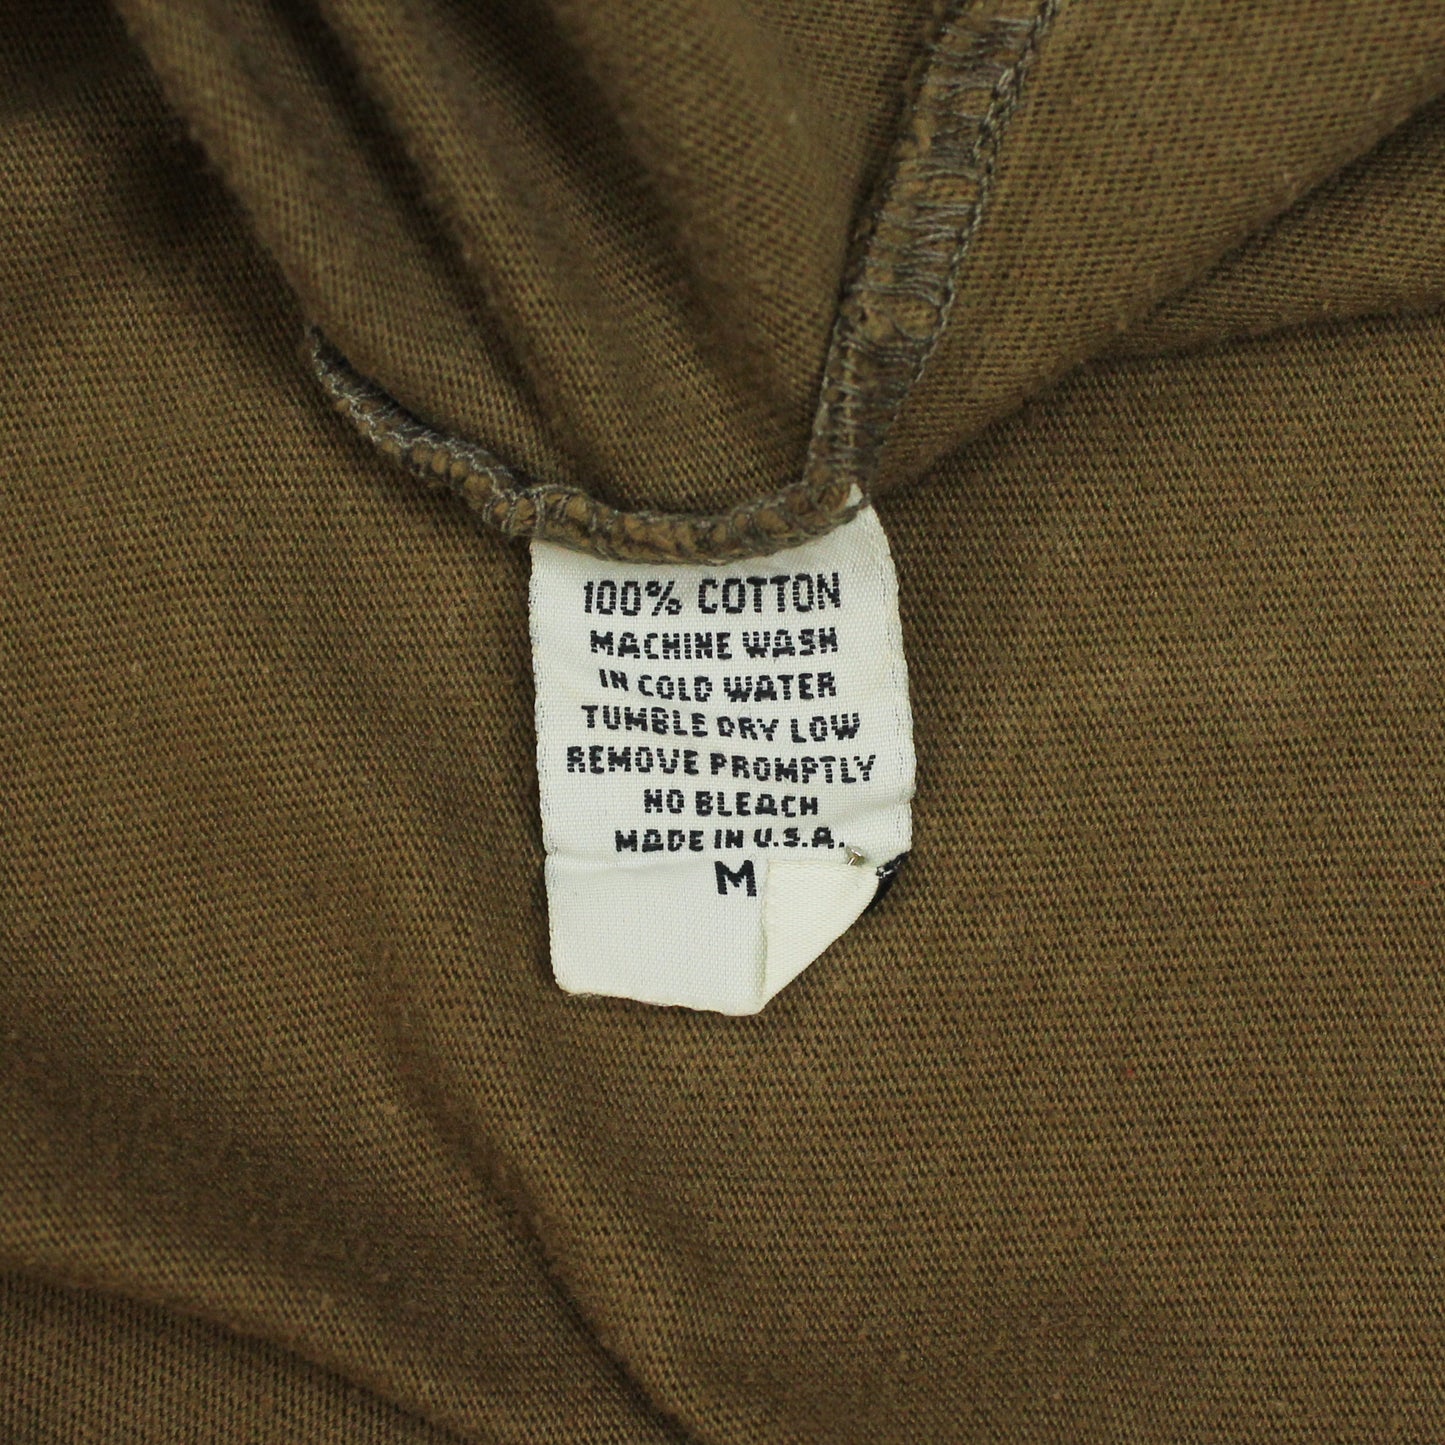 100% COTTON
MACHINE WASH
IN COLD WATER
TUMBLE DRY LOW
REMOVE PROMPTLY
NO BLEACH
MADE IN U.S.A.
M